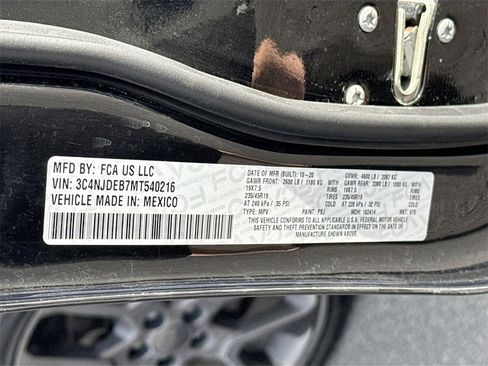 MFD BY: FCA US LLC
VIN: 3C4NJDEB7MT540216
VEHICLE MADE IN: MEXICO
DATE OF MFR (BUILT): 10-20 GVWR: 4600 LB / 2087 KG
GAWR FRONT: 2600 LB / 1180 KG GAWR REAR: 2380 LB / 1080 KG
19X7.5 RIMS 19X7.5
235/45R19 TIRES 235/45R19
AT 240 kPa / 35 PSI COLD AT 220 kPa / 32 PSI
TYPE: MPV PAINT: PXJ MDH: 102414 MKT: 976
THIS VEHICLE CONFORMS TO ALL APPLICABLE U.S.A. FEDERAL MOTOR VEHICLE
SAFETY AND THEFT PREVENTION STANDARDS IN EFFECT ON THE DATE OF
MANUFACTURE SHOWN ABOVE.